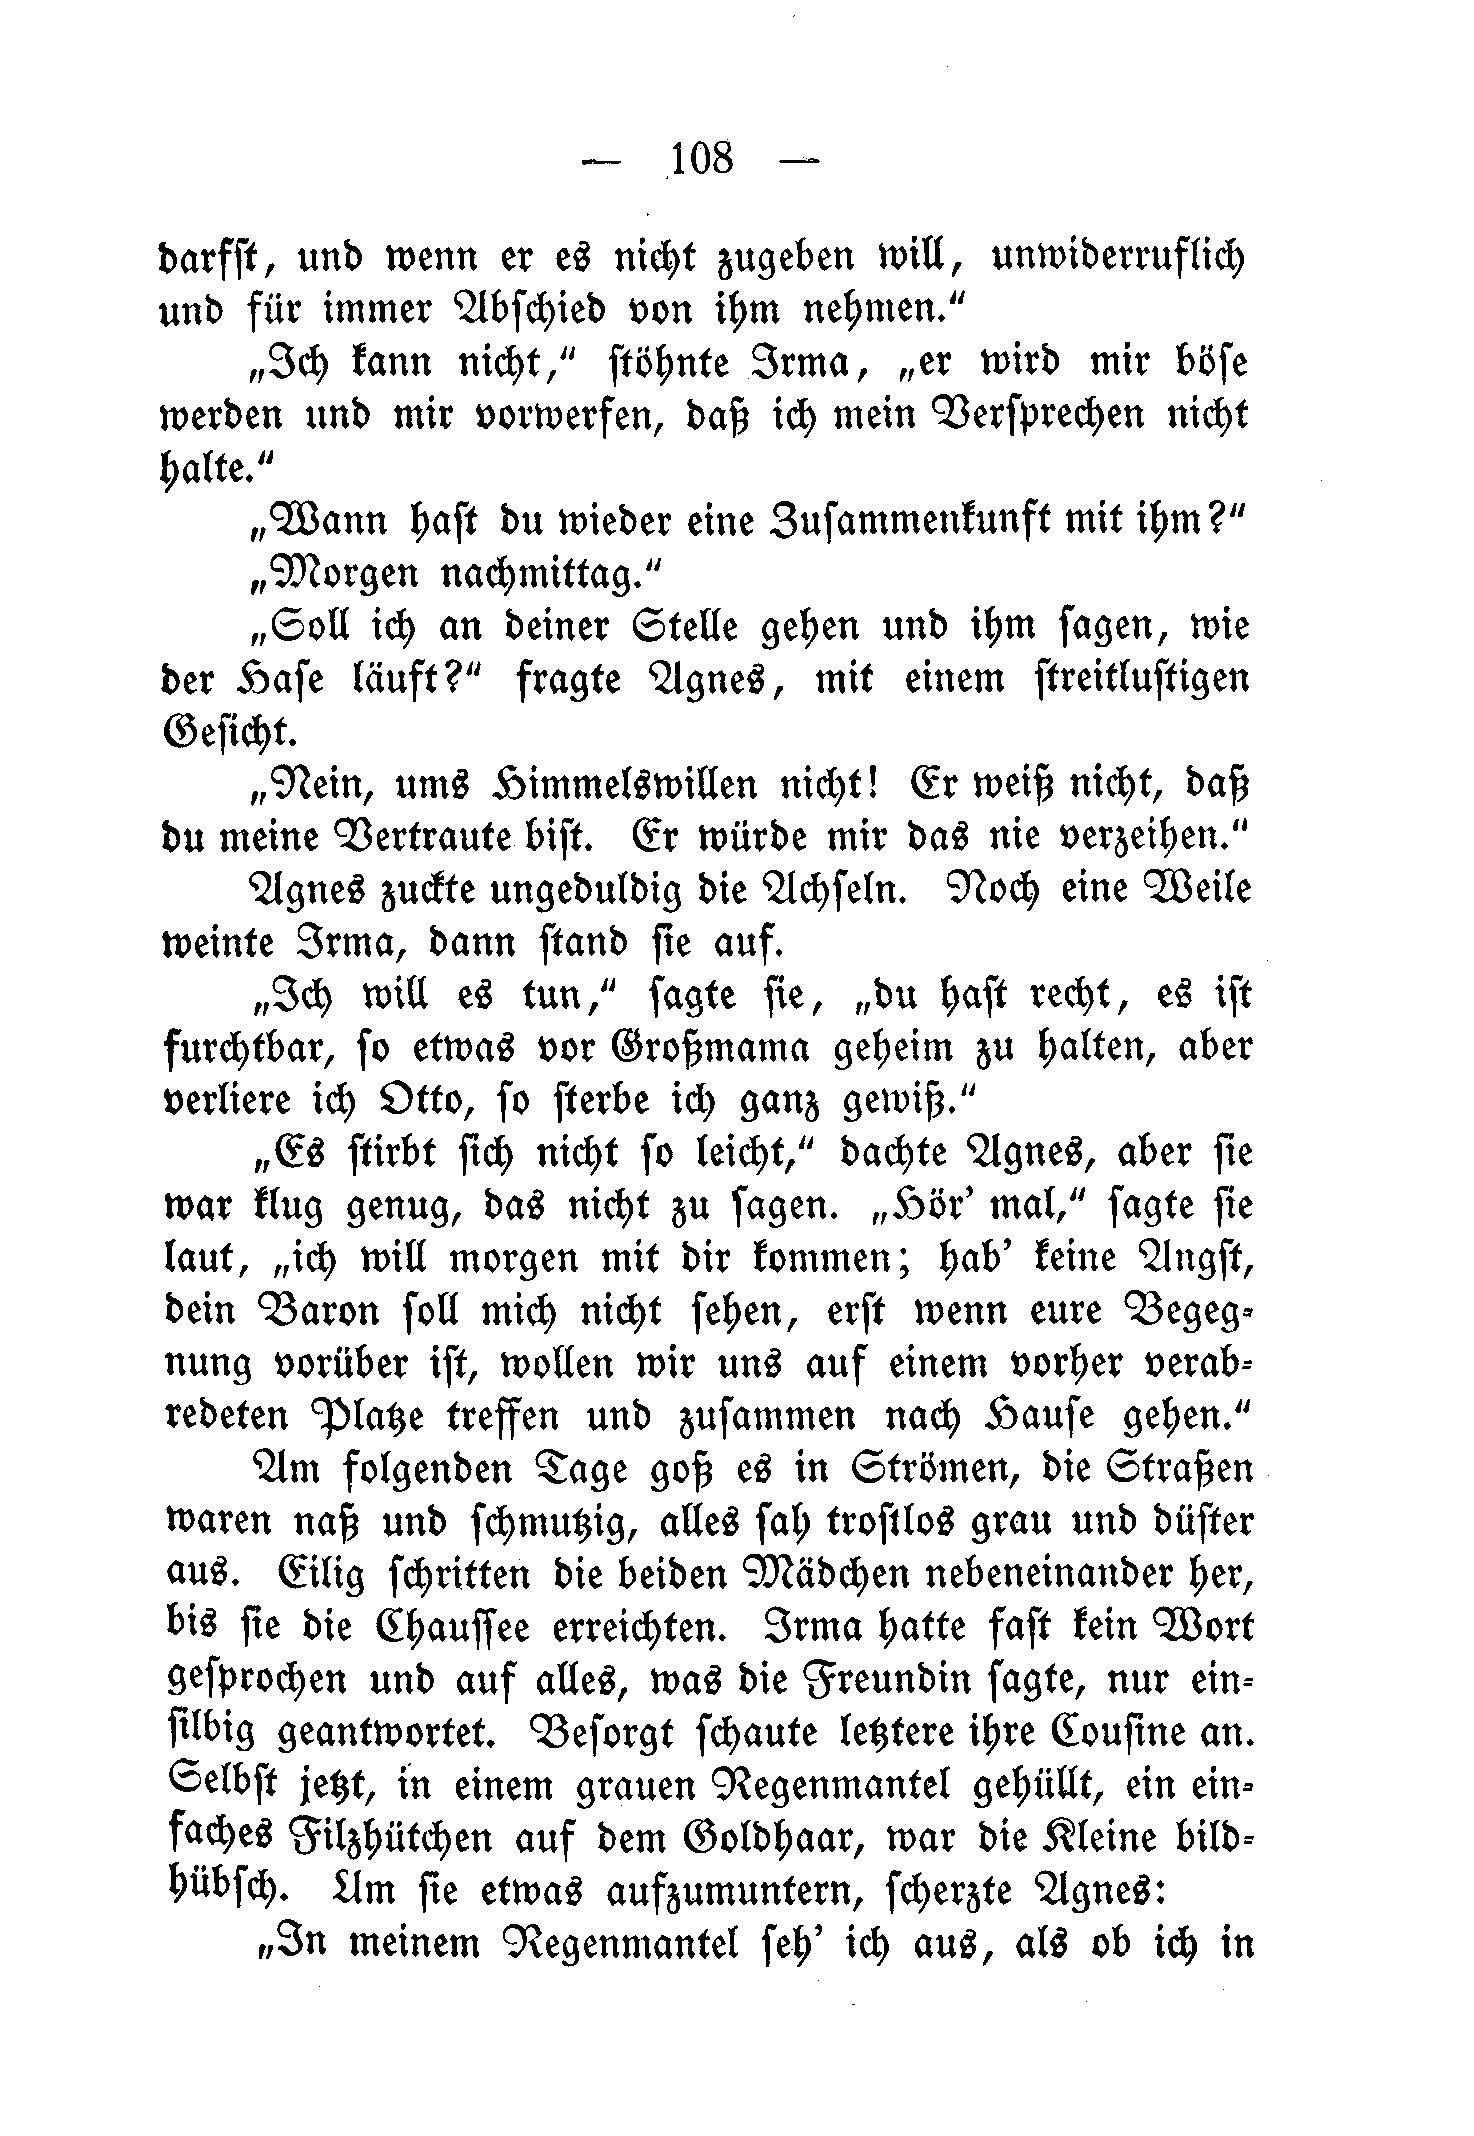 — 108 —
darfst, und wenn er es nicht zugeben will, unwiderruflich
und für immer Abschied von ihm nehmen.“
„Ich kann nicht,“ stöhnte Irma, „er wird mir böse
werden und mir vorwerfen, daß ich mein Versprechen nicht
halte.“
„Wann hast du wieder eine Zusammenkunft mit ihm?“
„Morgen nachmittag.“
„Soll ich an deiner Stelle gehen und ihm sagen, wie
der Hase läuft?“ fragte Agnes, mit einem streitlustigen
Gesicht.
„Nein, ums Himmelswillen nicht! Er weiß nicht, daß
du meine Vertraute bist. Er würde mir das nie verzeihen.“
Agnes zuckte ungeduldig die Achseln. Noch eine Weile
weinte Irma, dann stand sie auf.
„Ich will es tun,“ sagte sie, „du hast recht, es ist
furchtbar, so etwas vor Großmama geheim zu halten, aber
verliere ich Otto, so sterbe ich ganz gewiß.“
„Es stirbt sich nicht so leicht,“ dachte Agnes, aber sie
war klug genug, das nicht zu sagen. „Hör’ mal,“ sagte sie
laut, „ich will morgen mit dir kommen; hab’ keine Angst,
dein Baron soll mich nicht sehen, erst wenn eure Begeg-
nung vorüber ist, wollen wir uns auf einem vorher verab-
redeten Platze treffen und zusammen nach Hause gehen.“
Am folgenden Tage goß es in Strömen, die Straßen
waren naß und schmutzig, alles sah trostlos grau und düster
aus. Eilig schritten die beiden Mädchen nebeneinander her,
bis sie die Chaussee erreichten. Irma hatte fast kein Wort
gesprochen und auf alles, was die Freundin sagte, nur ein-
silbig geantwortet. Besorgt schaute letztere ihre Cousine an.
Selbst jetzt, in einem grauen Regenmantel gehüllt, ein ein-
faches Filzhütchen auf dem Goldhaar, war die Kleine bild-
hübsch. Um sie etwas aufzumuntern, scherzte Agnes:
„In meinem Regenmantel seh’ ich aus, als ob ich in